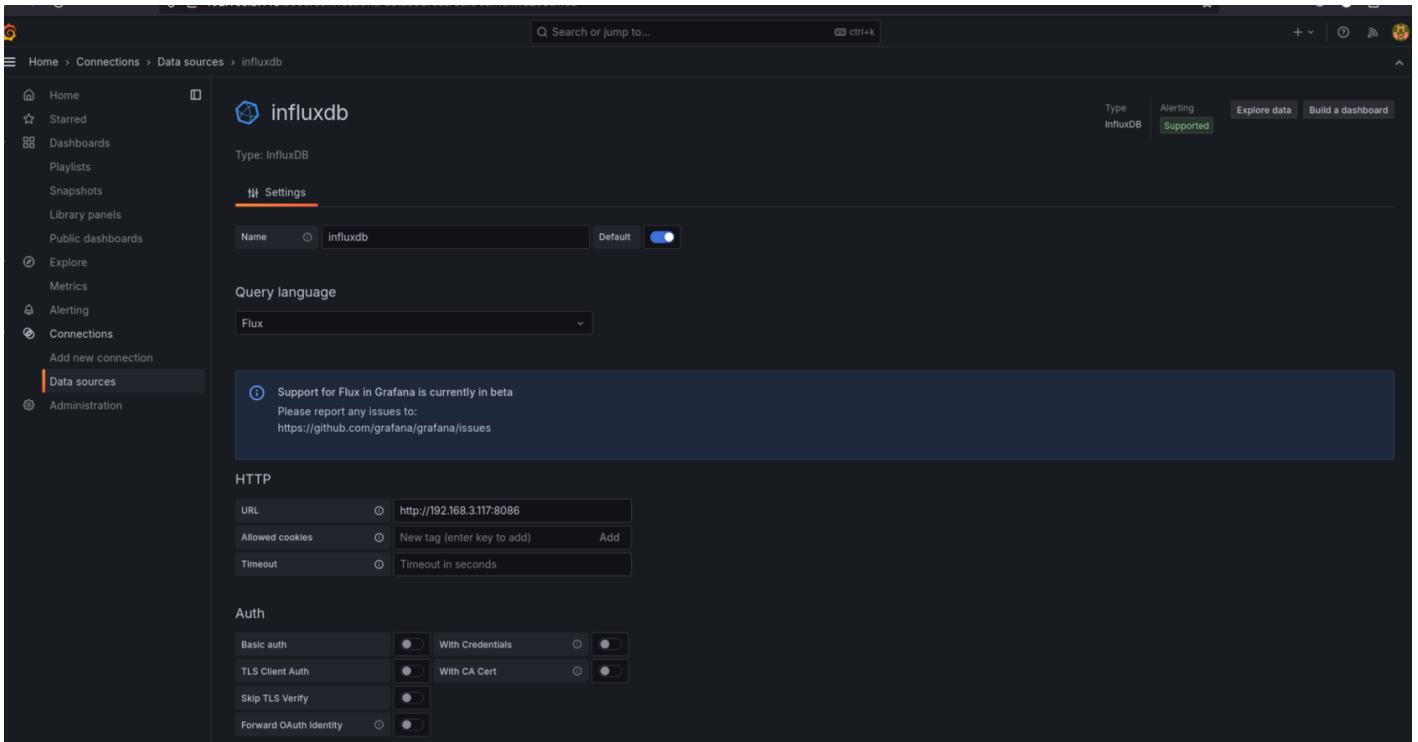 Search or jump to...
ctrl+k
Home › Connections › Data sources › influxdb
Home
Starred
Dashboards
Playlists
Snapshots
Library panels
Public dashboards
Explore
Metrics
Alerting
Connections
Add new connection
Data sources
Administration
influxdb
Type
InfluxDB
Alerting
Supported
Explore data
Build a dashboard
Type: InfluxDB
Settings
Name
influxdb
Default
Query language
Flux
Support for Flux in Grafana is currently in beta
Please report any issues to:
https://github.com/grafana/grafana/issues
HTTP
URL
http://192.168.3.117:8086
Allowed cookies
New tag (enter key to add)
Add
Timeout
Timeout in seconds
Auth
Basic auth
With Credentials
TLS Client Auth
With CA Cert
Skip TLS Verify
Forward OAuth Identity